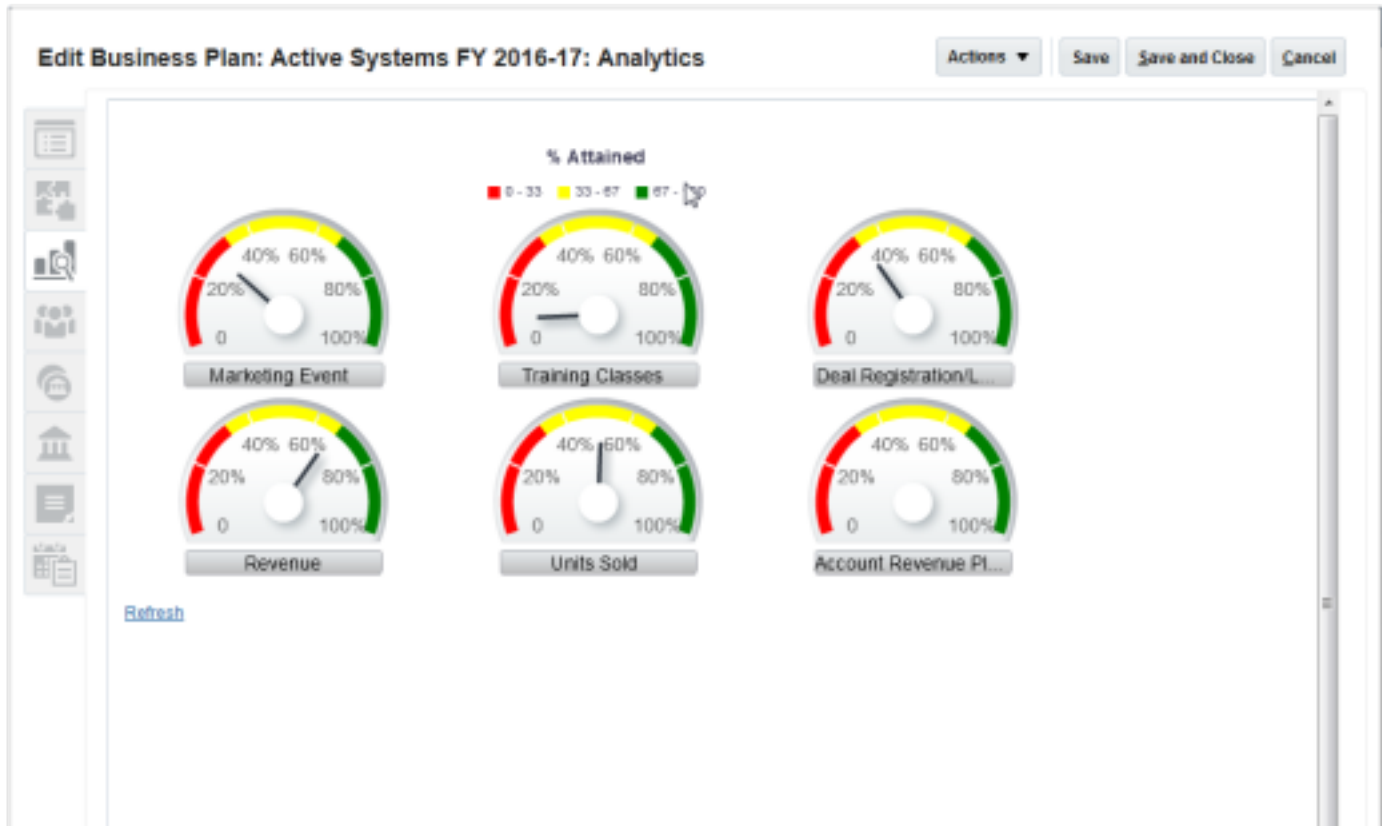 Edit Business Plan: Active Systems FY 2016-17: Analytics
Actions Save Save and Close Cancel
% Attained
0 - 33 33 - 67 67 -
40% 60% 40% 60% 40% 60%
20% 80% 20% 80% 20% 80%
0 100% 0 100% 0 100%
Marketing Event Training Classes Deal Registration/L...
40% 60% 40% 60% 40% 60%
20% 80% 20% 80% 20% 80%
0 100% 0 100% 0 100%
Revenue Units Sold Account Revenue Pl...
Refresh